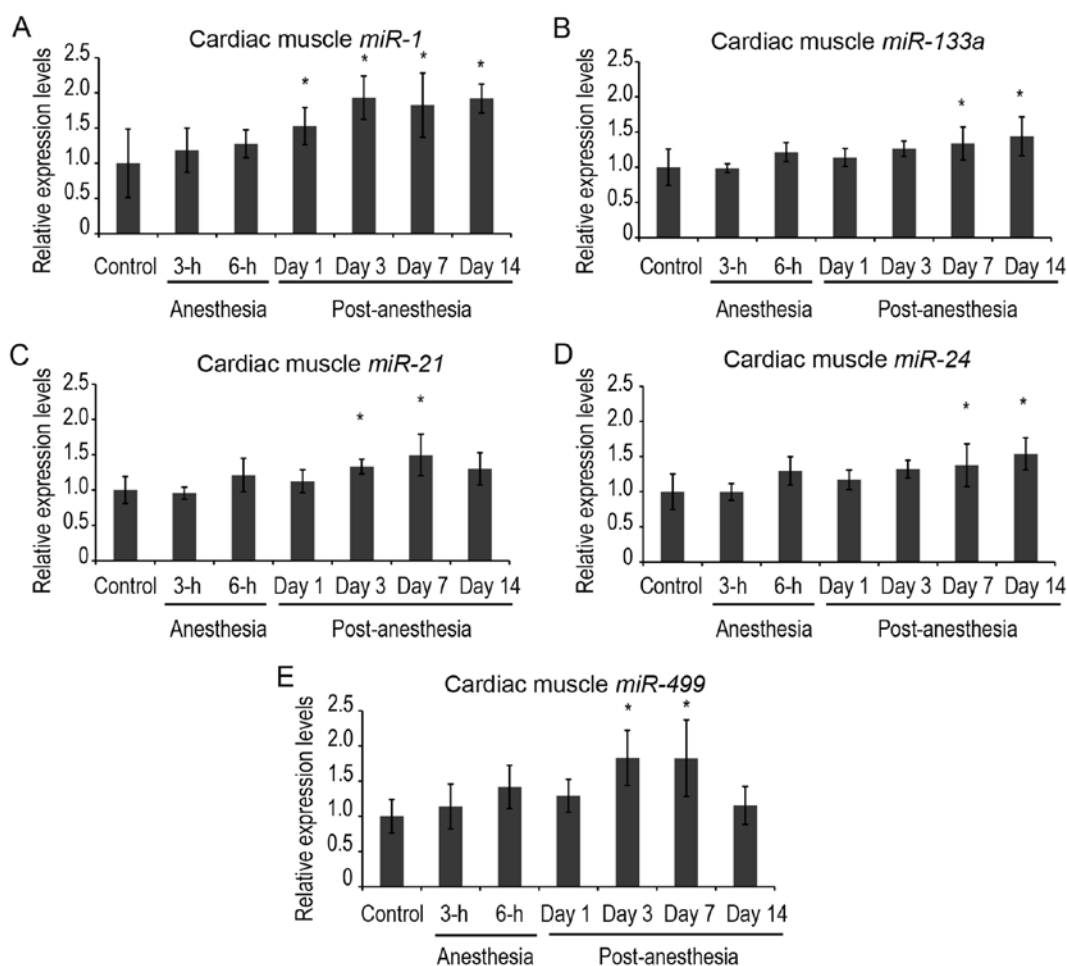 A
Cardiac muscle miR-1
Relative expression levels
2.5
2.0
1.5
1.0
0.5
0
* * * *
Control 3-h 6-h Day 1 Day 3 Day 7 Day 14
Anesthesia Post-anesthesia
B
Cardiac muscle miR-133a
Relative expression levels
2.5
2.0
1.5
1.0
0.5
0
* *
Control 3-h 6-h Day 1 Day 3 Day 7 Day 14
Anesthesia Post-anesthesia
C
Cardiac muscle miR-21
Relative expression levels
2.5
2.0
1.5
1.0
0.5
0
* *
Control 3-h 6-h Day 1 Day 3 Day 7 Day 14
Anesthesia Post-anesthesia
D
Cardiac muscle miR-24
Relative expression levels
2.5
2.0
1.5
1.0
0.5
0
* *
Control 3-h 6-h Day 1 Day 3 Day 7 Day 14
Anesthesia Post-anesthesia
E
Cardiac muscle miR-499
Relative expression levels
2.5
2.0
1.5
1.0
0.5
0
* *
Control 3-h 6-h Day 1 Day 3 Day 7 Day 14
Anesthesia Post-anesthesia